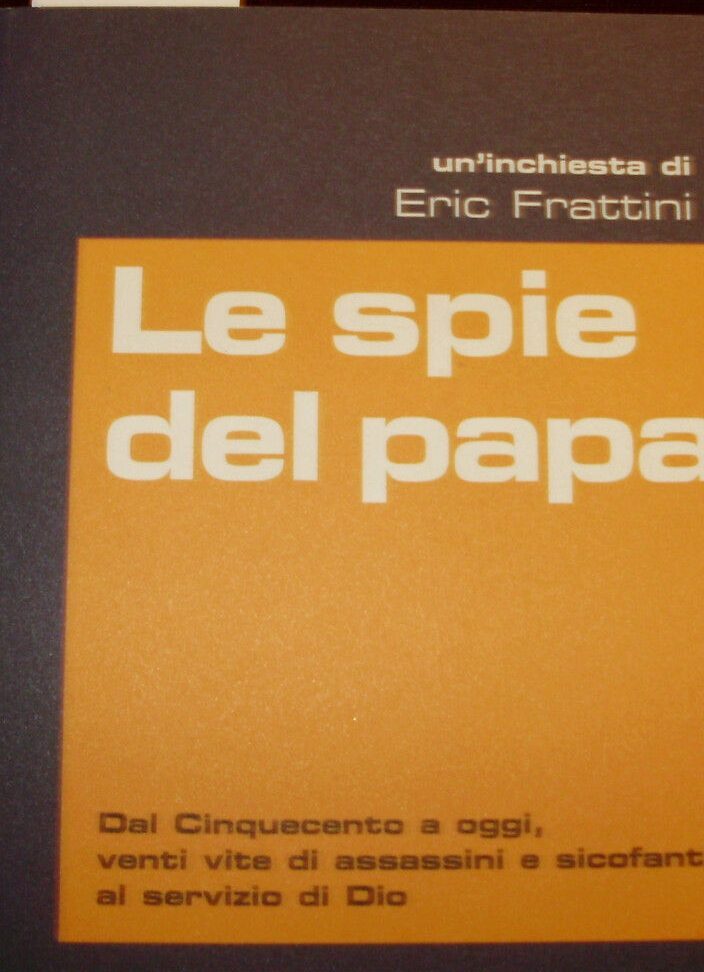 un'inchiesta di
Eric Frattini
Le spie
del papa
Dal Cinquecento a oggi,
venti vite di assassini e sicofant
al servizio di Dio